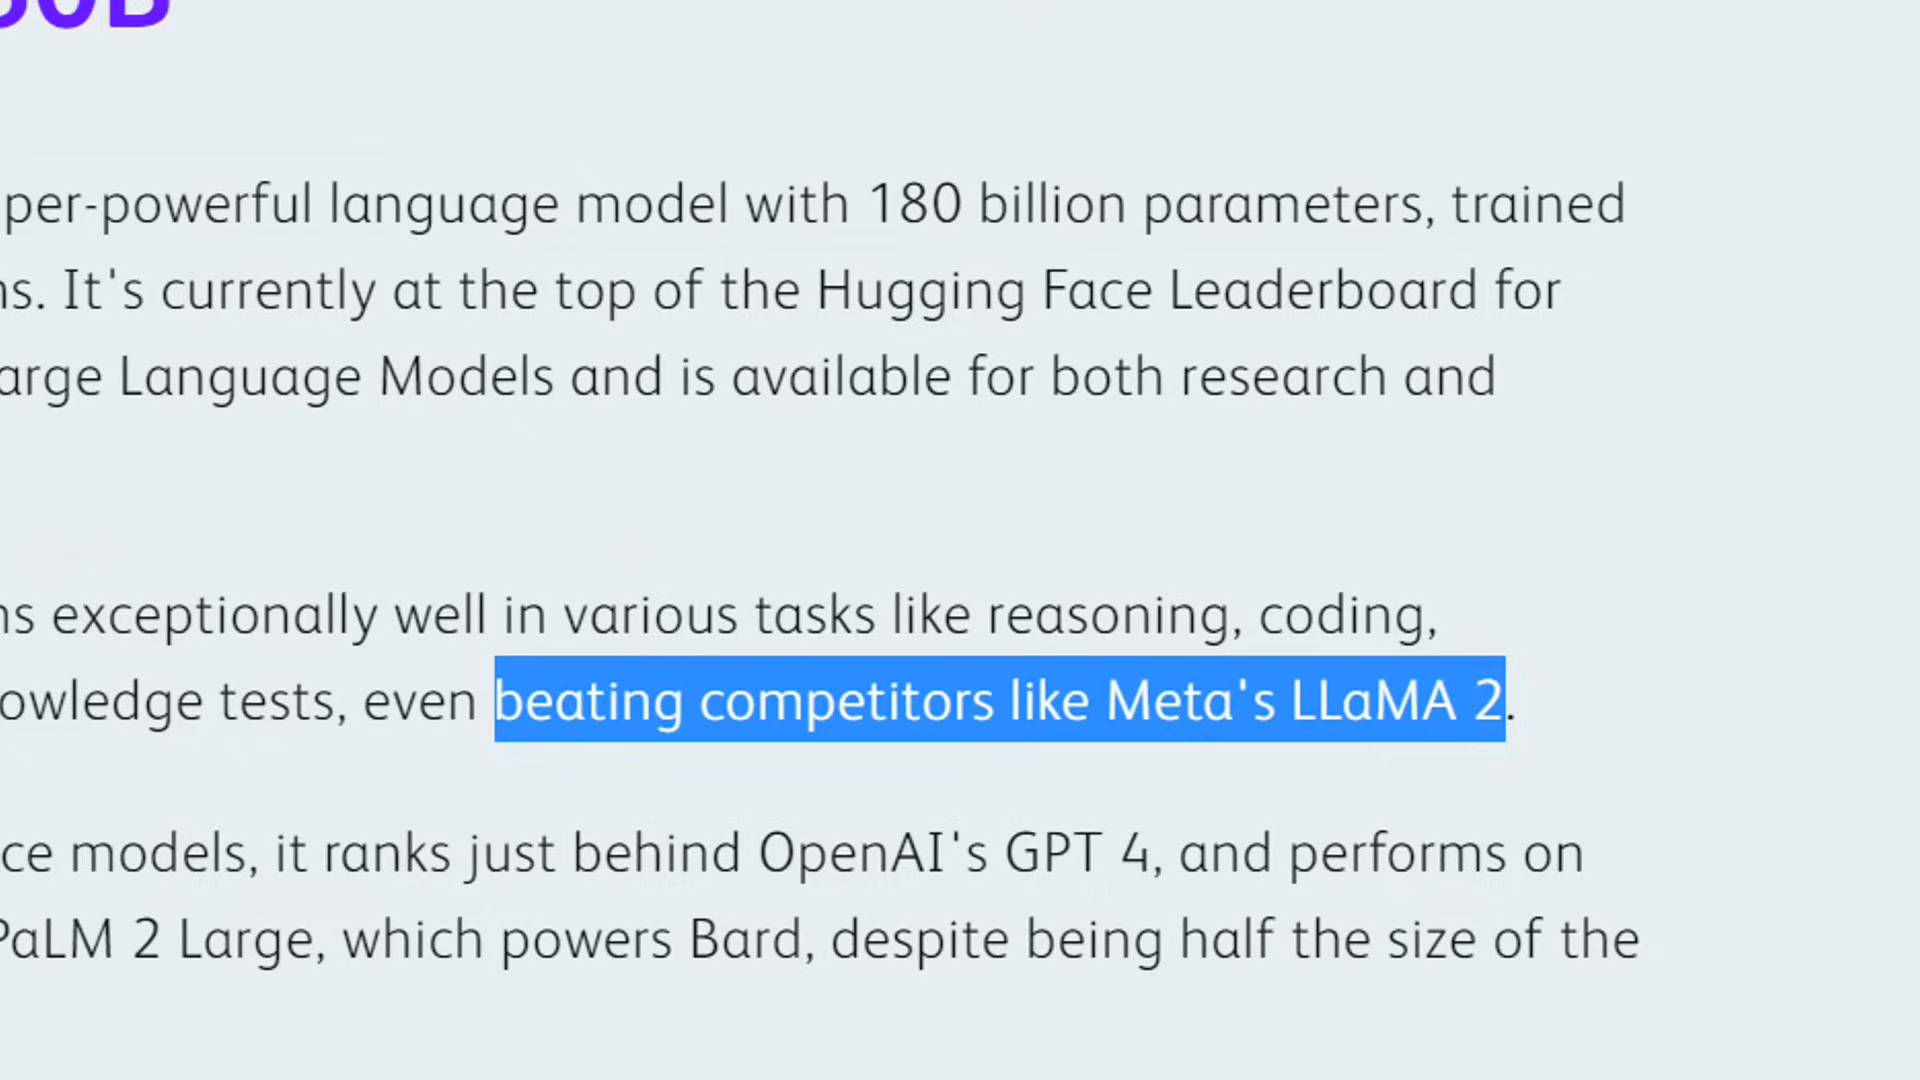 per-powerful language model with 180 billion parameters, trained
ns. It's currently at the top of the Hugging Face Leaderboard for
arge Language Models and is available for both research and
ns exceptionally well in various tasks like reasoning, coding,
owledge tests, even beating competitors like Meta's LLaMA 2.
ce models, it ranks just behind OpenAI's GPT 4, and performs on
PaLM 2 Large, which powers Bard, despite being half the size of the